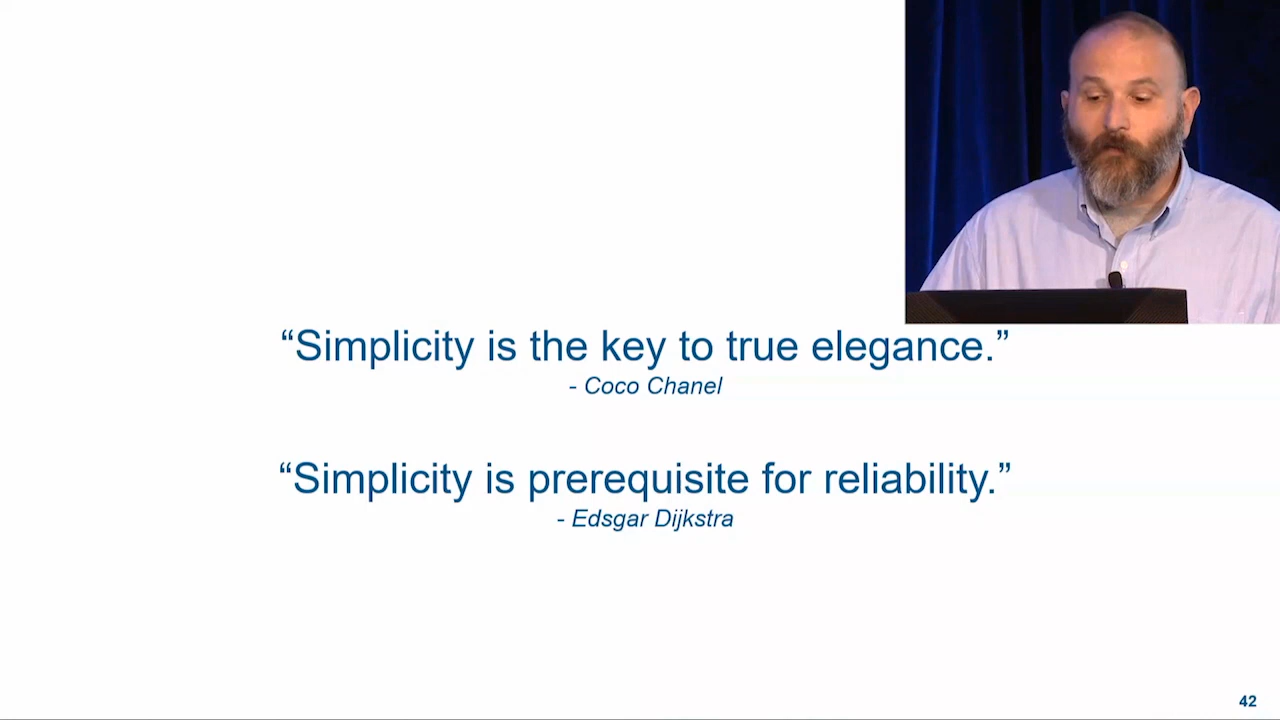 “Simplicity is the key to true elegance.”
- Coco Chanel
“Simplicity is prerequisite for reliability.”
- Edsgar Dijkstra
42